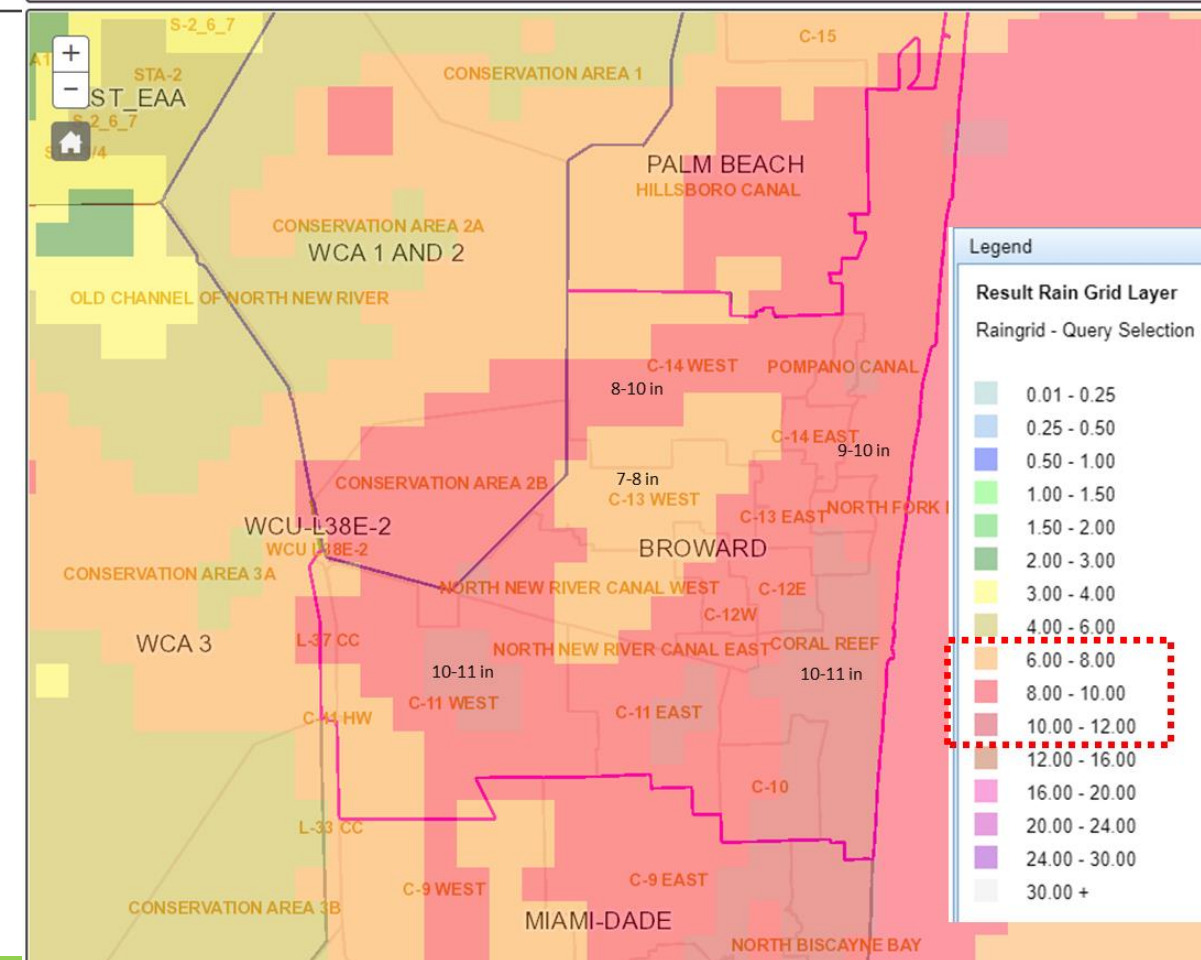 S-2_6_7
C-15
A1
STA-2
CONSERVATION AREA 1
ST_EAA
S-2_6_7
/4
PALM BEACH
HILLSBORO CANAL
CONSERVATION AREA 2A
WCA 1 AND 2
OLD CHANNEL OF NORTH NEW RIVER
C-14 WEST
POMPANO CANAL
8-10 in
C-14 EAST
9-10 in
7-8 in
CONSERVATION AREA 2B
C-13 WEST
NORTH FORK
C-13 EAST
WCU-L38E-2
WCU L38E-2
BROWARD
CONSERVATION AREA 3A
NORTH NEW RIVER CANAL WEST
C-12E
C-12W
WCA 3
L-37 CC
NORTH NEW RIVER CANAL EAST
CORAL REEF
10-11 in
10-11 in
C-11 WEST
C-11 EAST
C-11 HW
C-10
L-33 CC
C-9 WEST
C-9 EAST
CONSERVATION AREA 3B
MIAMI-DADE
NORTH BISCAYNE BAY
Legend
Result Rain Grid Layer
Raingrid - Query Selection
0.01 - 0.25
0.25 - 0.50
0.50 - 1.00
1.00 - 1.50
1.50 - 2.00
2.00 - 3.00
3.00 - 4.00
4.00 - 6.00
6.00 - 8.00
8.00 - 10.00
10.00 - 12.00
12.00 - 16.00
16.00 - 20.00
20.00 - 24.00
24.00 - 30.00
30.00 +